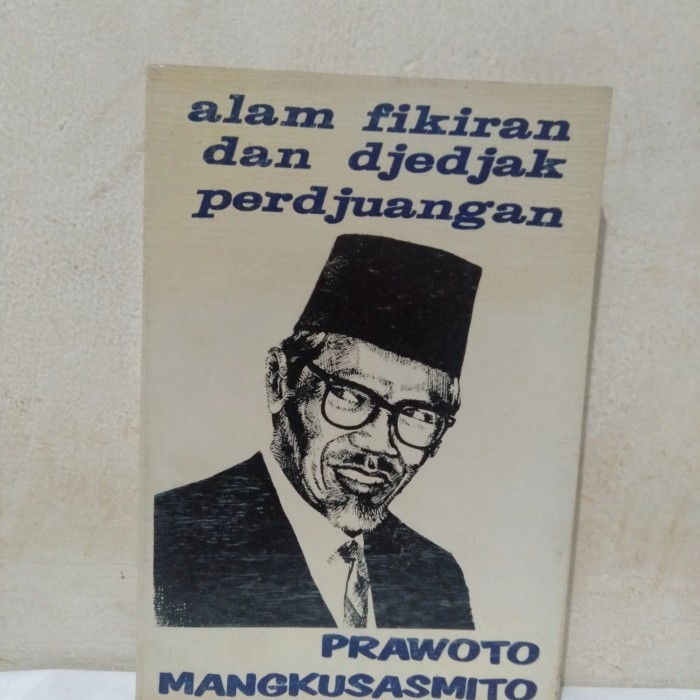 alam fikiran
dan djedjak
perdjuangan
PRAWOTO
MANGKUSASMITO